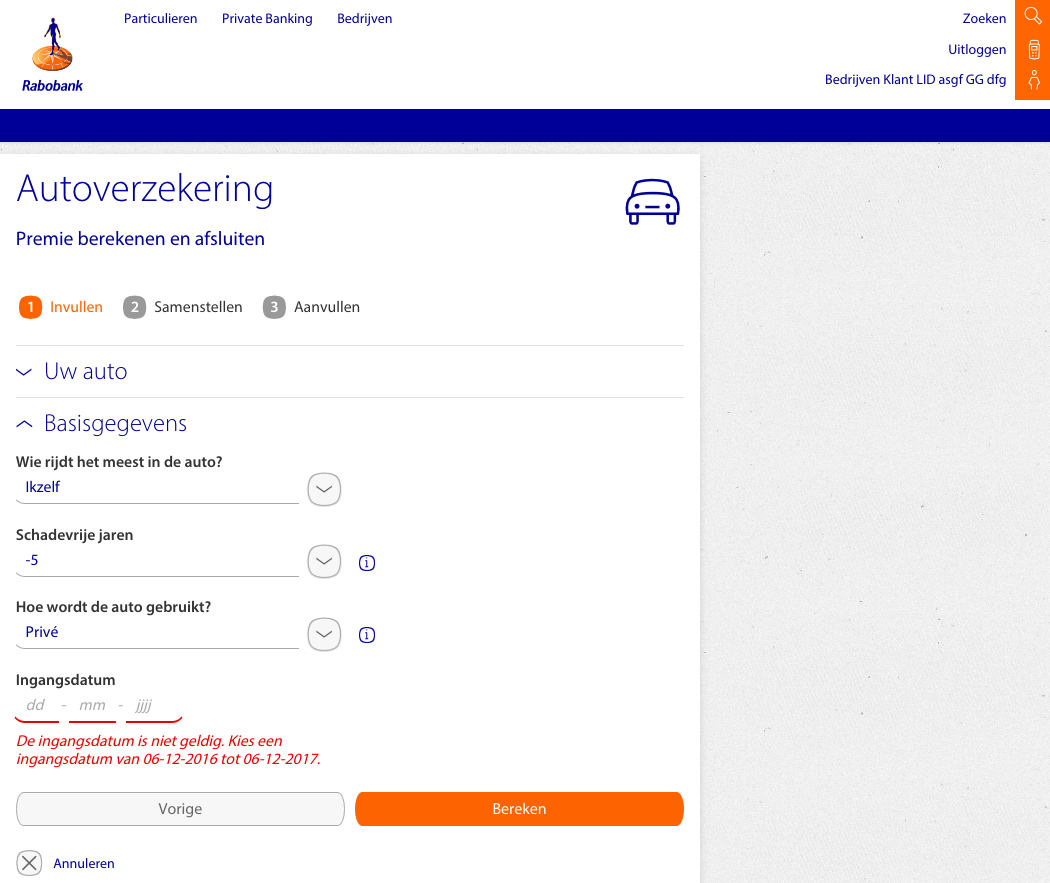 Particulieren Private Banking Bedrijven
Zoeken
Uitloggen
Bedrijven Klant LID asgf GG dfg
Rabobank
Autoverzekering
Premie berekenen en afsluiten
1 Invullen 2 Samenstellen 3 Aanvullen
Uw auto
Basisgegevens
Wie rijdt het meest in de auto?
Ikzelf
Schadevrije jaren
-5
i
Hoe wordt de auto gebruikt?
Privé
i
Ingangsdatum
dd - mm - jjjj
De ingangsdatum is niet geldig. Kies een
ingangsdatum van 06-12-2016 tot 06-12-2017.
Vorige Bereken
Annuleren